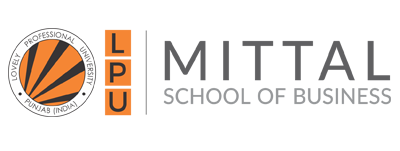 LOVELY PROFESSIONAL UNIVERSITY
PUNJAB (INDIA)
L
P
U
MITTAL
SCHOOL OF BUSINESS